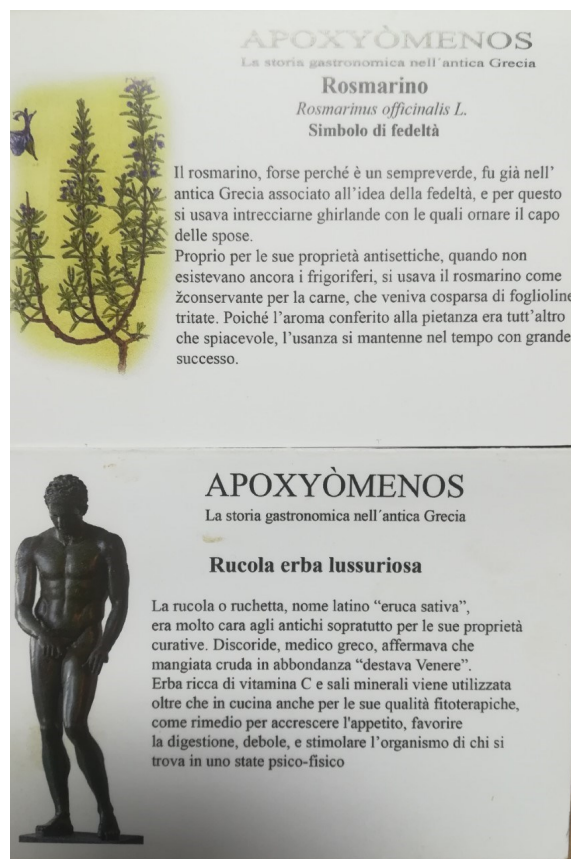 APOXYÒMENOS
La storia gastronomica nell´antica Grecia
Rosmarino
Rosmarinus officinalis L.
Simbolo di fedeltà
Il rosmarino, forse perché è un sempreverde, fu già nell’
antica Grecia associato all’idea della fedeltà, e per questo
si usava intrecciarne ghirlande con le quali ornare il capo
delle spose.
Proprio per le sue proprietà antisettiche, quando non
esistevano ancora i frigoriferi, si usava il rosmarino come
žconservante per la carne, che veniva cosparsa di foglioline
tritate. Poiché l’aroma conferito alla pietanza era tutt’altro
che spiacevole, l’usanza si mantenne nel tempo con grande
successo.
APOXYÒMENOS
La storia gastronomica nell´antica Grecia
Rucola erba lussuriosa
La rucola o ruchetta, nome latino “eruca sativa”,
era molto cara agli antichi sopratutto per le sue proprietà
curative. Discoride, medico greco, affermava che
mangiata cruda in abbondanza “destava Venere”.
Erba ricca di vitamina C e sali minerali viene utilizzata
oltre che in cucina anche per le sue qualità fitoterapiche,
come rimedio per accrescere l'appetito, favorire
la digestione, debole, e stimolare l’organismo di chi si
trova in uno state psico-fisico